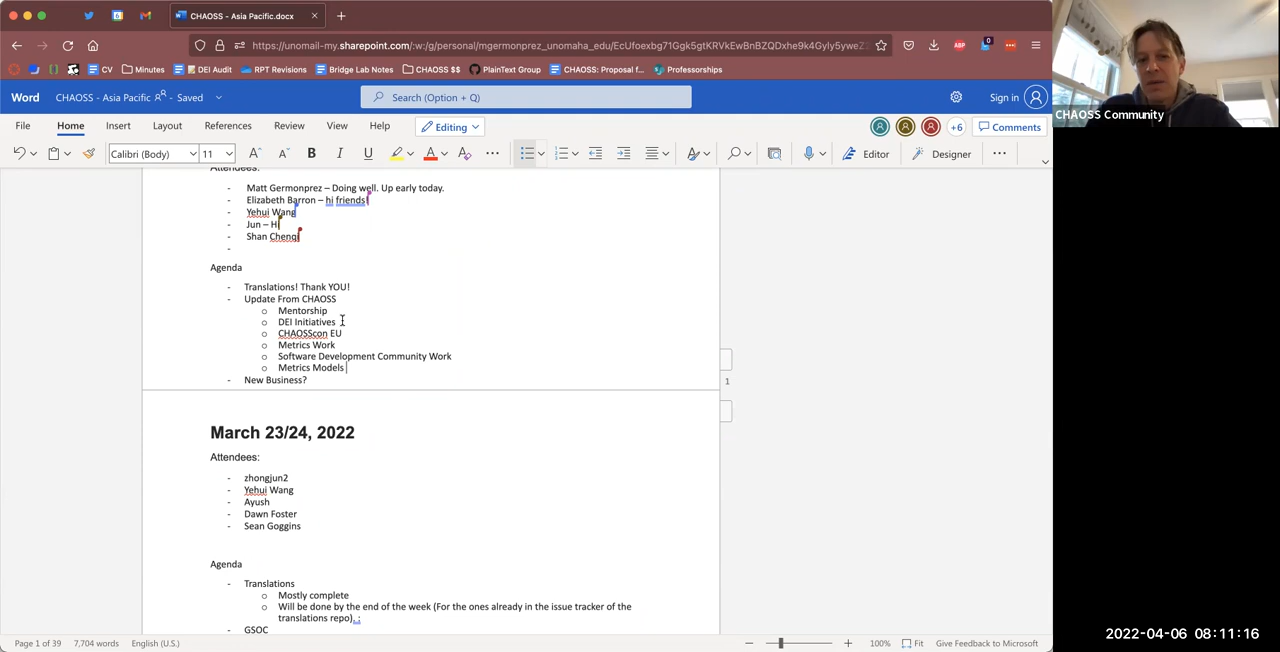 CHAOSS - Asia Pacific.docx
https://unomail-my.sharepoint.com/:w:/g/personal/mgermonprez_unomaha_edu/EcUfoexbg71Ggk5gtKRVkEwBnBZQDxhe9k4Gyly5yweZ
CV
Minutes
DEI Audit
RPT Revisions
Bridge Lab Notes
CHAOSS $$
PlainText Group
CHAOSS: Proposal f...
Professorships
ABP
0
Word
CHAOSS - Asia Pacific
- Saved
Search (Option + Q)
Sign in
File
Home
Insert
Layout
References
Review
View
Help
Editing
+6
Comments
Calibri (Body)
11
B
I
U
Editor
Designer
Attendees:
- Matt Germonprez – Doing well. Up early today.
- Elizabeth Barron – hi friends!
- Yehui Wang
- Jun – Hi
- Shan Chenqi
-
Agenda
- Translations! Thank YOU!
- Update From CHAOSS
o Mentorship
o DEI Initiatives
o CHAOSScon EU
o Metrics Work
o Software Development Community Work
o Metrics Models
- New Business?
1
March 23/24, 2022
Attendees:
- zhongjun2
- Yehui Wang
- Ayush
- Dawn Foster
- Sean Goggins
Agenda
- Translations
o Mostly complete
o Will be done by the end of the week (For the ones already in the issue tracker of the
translations repo). :
- GSOC
Page 1 of 39
7,704 words
English (U.S.)
100%
Fit
Give Feedback to Microsoft
CHAOSS Community
2022-04-06 08:11:16